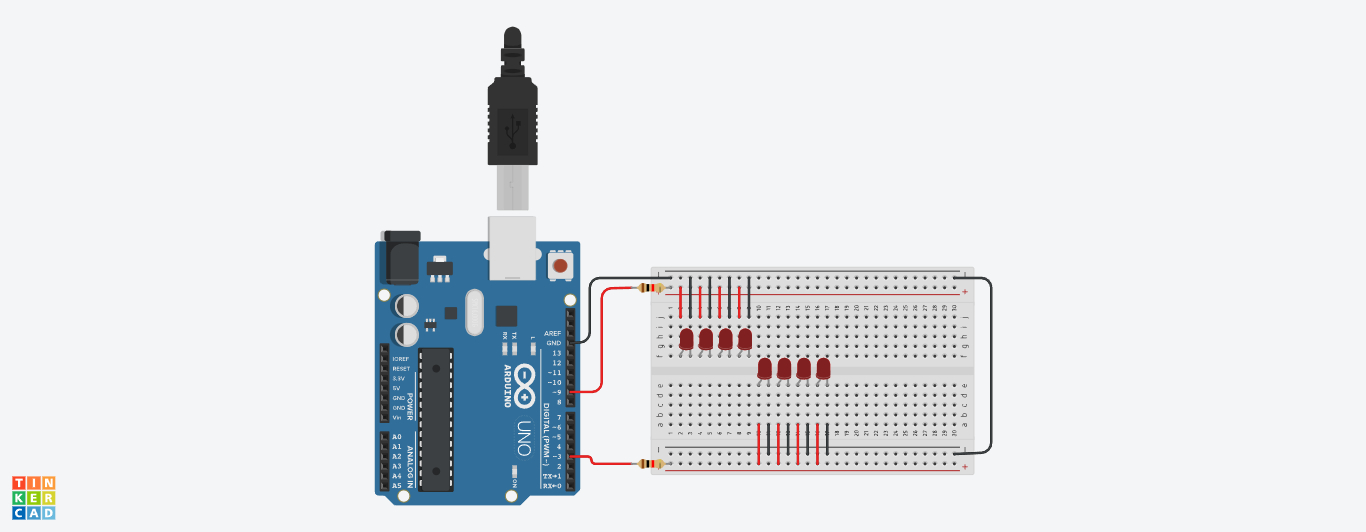 AREF
GND
13
12
~11
~10
~9
8
7
~6
~5
4
~3
2
TX→1
RX←0
DIGITAL (PWM~)
IOREF
RESET
3.3V
5V
GND
GND
Vin
POWER
A0
A1
A2
A3
A4
A5
ANALOG IN
RX
TX
L
ARDUINO
UNO
ON
j
i
h
g
f
e
d
c
b
a
TIN
KER
CAD